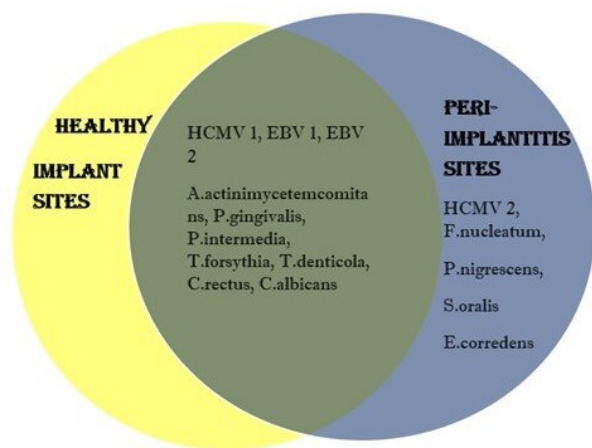 HEALTHY
IMPLANT
SITES
HCMV 1, EBV 1, EBV
2
A.actinimycetemcomita
ns, P.gingivalis,
P.intermedia,
T.forsythia, T.denticola,
C.rectus, C.albicans
PERI-
IMPLANTITIS
SITES
HCMV 2,
F.nucleatum,
P.nigrescens,
S.oralis
E.corredens